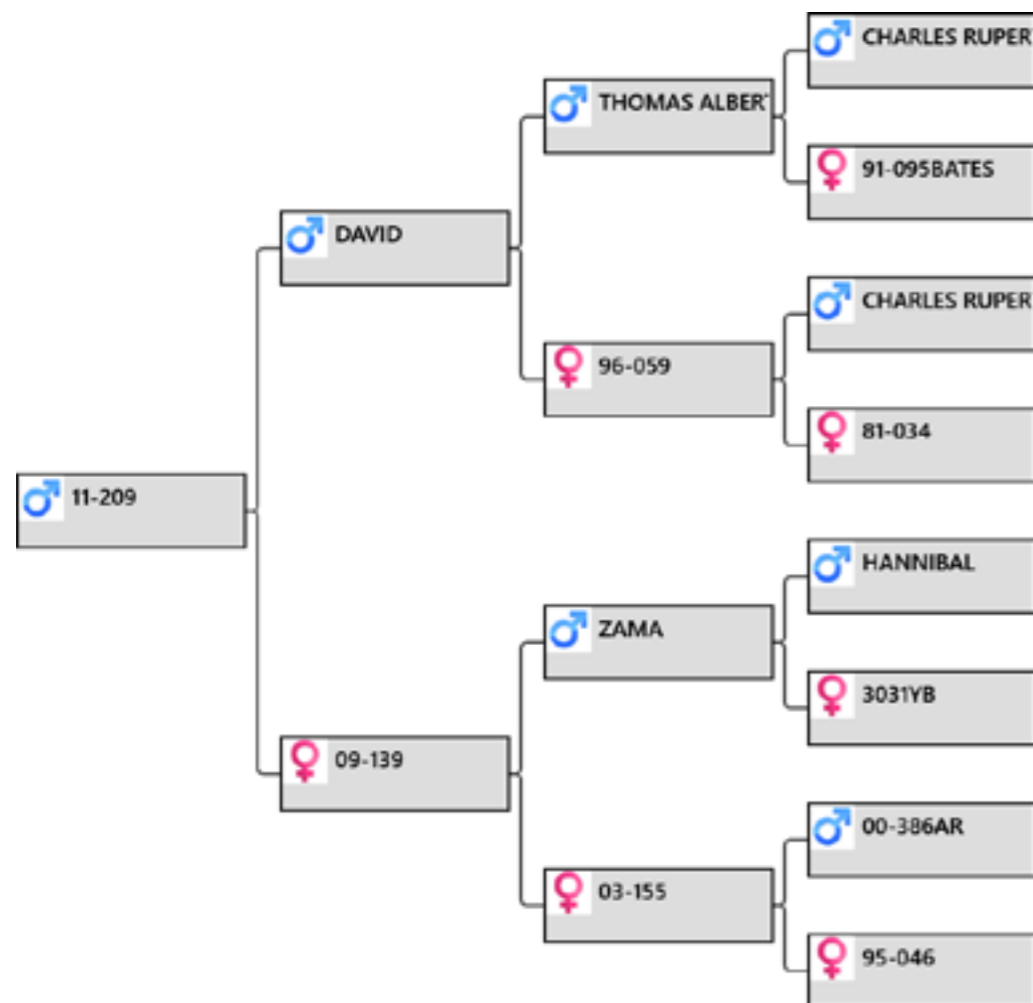 CHARLES RUPER
THOMAS ALBER
91-095BATES
DAVID
CHARLES RUPER
96-059
81-034
11-209
HANNIBAL
ZAMA
3031YB
09-139
00-386AR
03-155
95-046